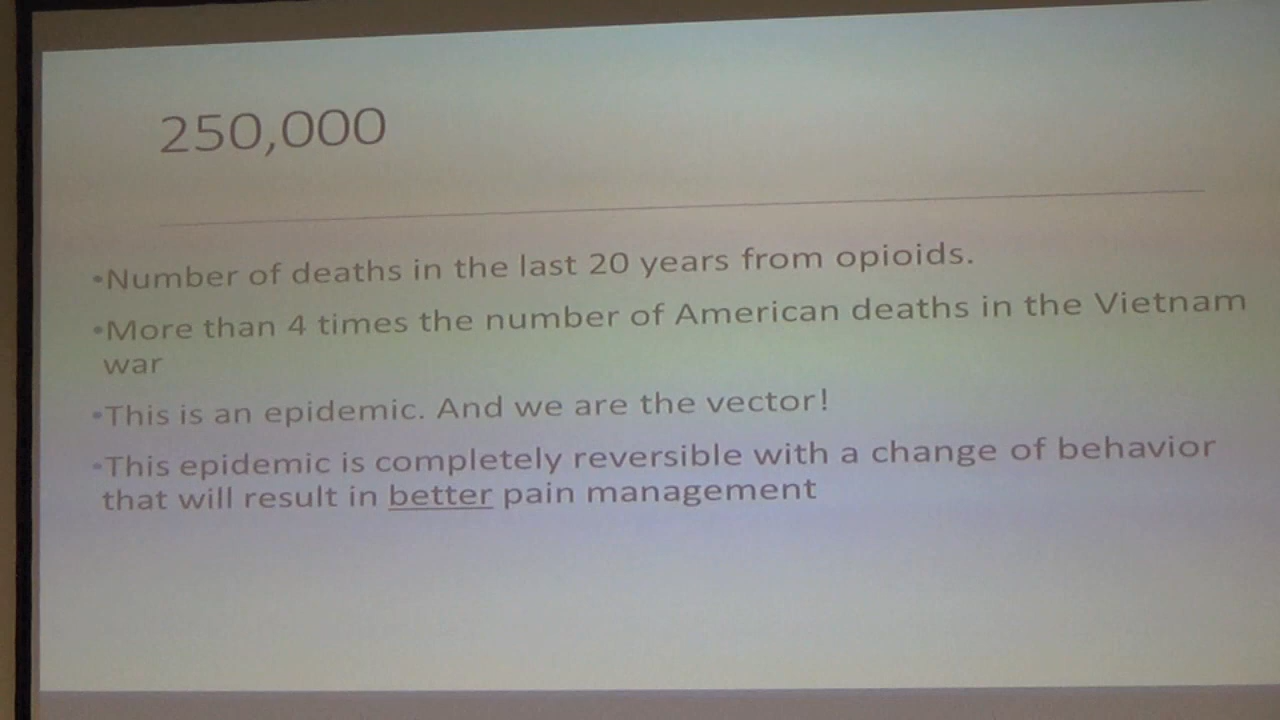 250,000
•Number of deaths in the last 20 years from opioids.
•More than 4 times the number of American deaths in the Vietnam
war
•This is an epidemic. And we are the vector!
•This epidemic is completely reversible with a change of behavior
that will result in better pain management